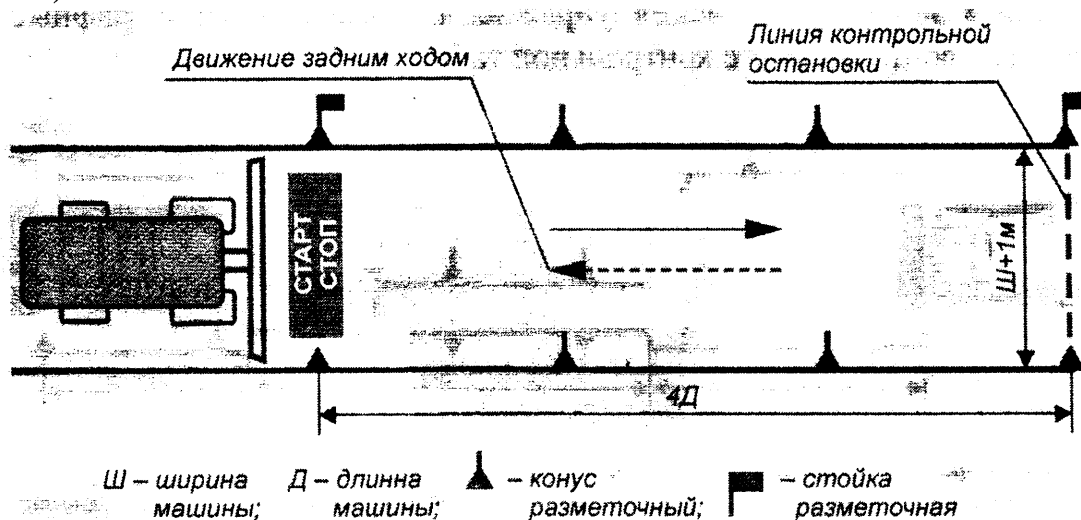 Движение задним ходом
Линия контрольной
остановки
СТАРТ
СТОП
Ш+1м
4Д
Ш – ширина машины;
Д – длинна машины;
– конус разметочный;
– стойка разметочная